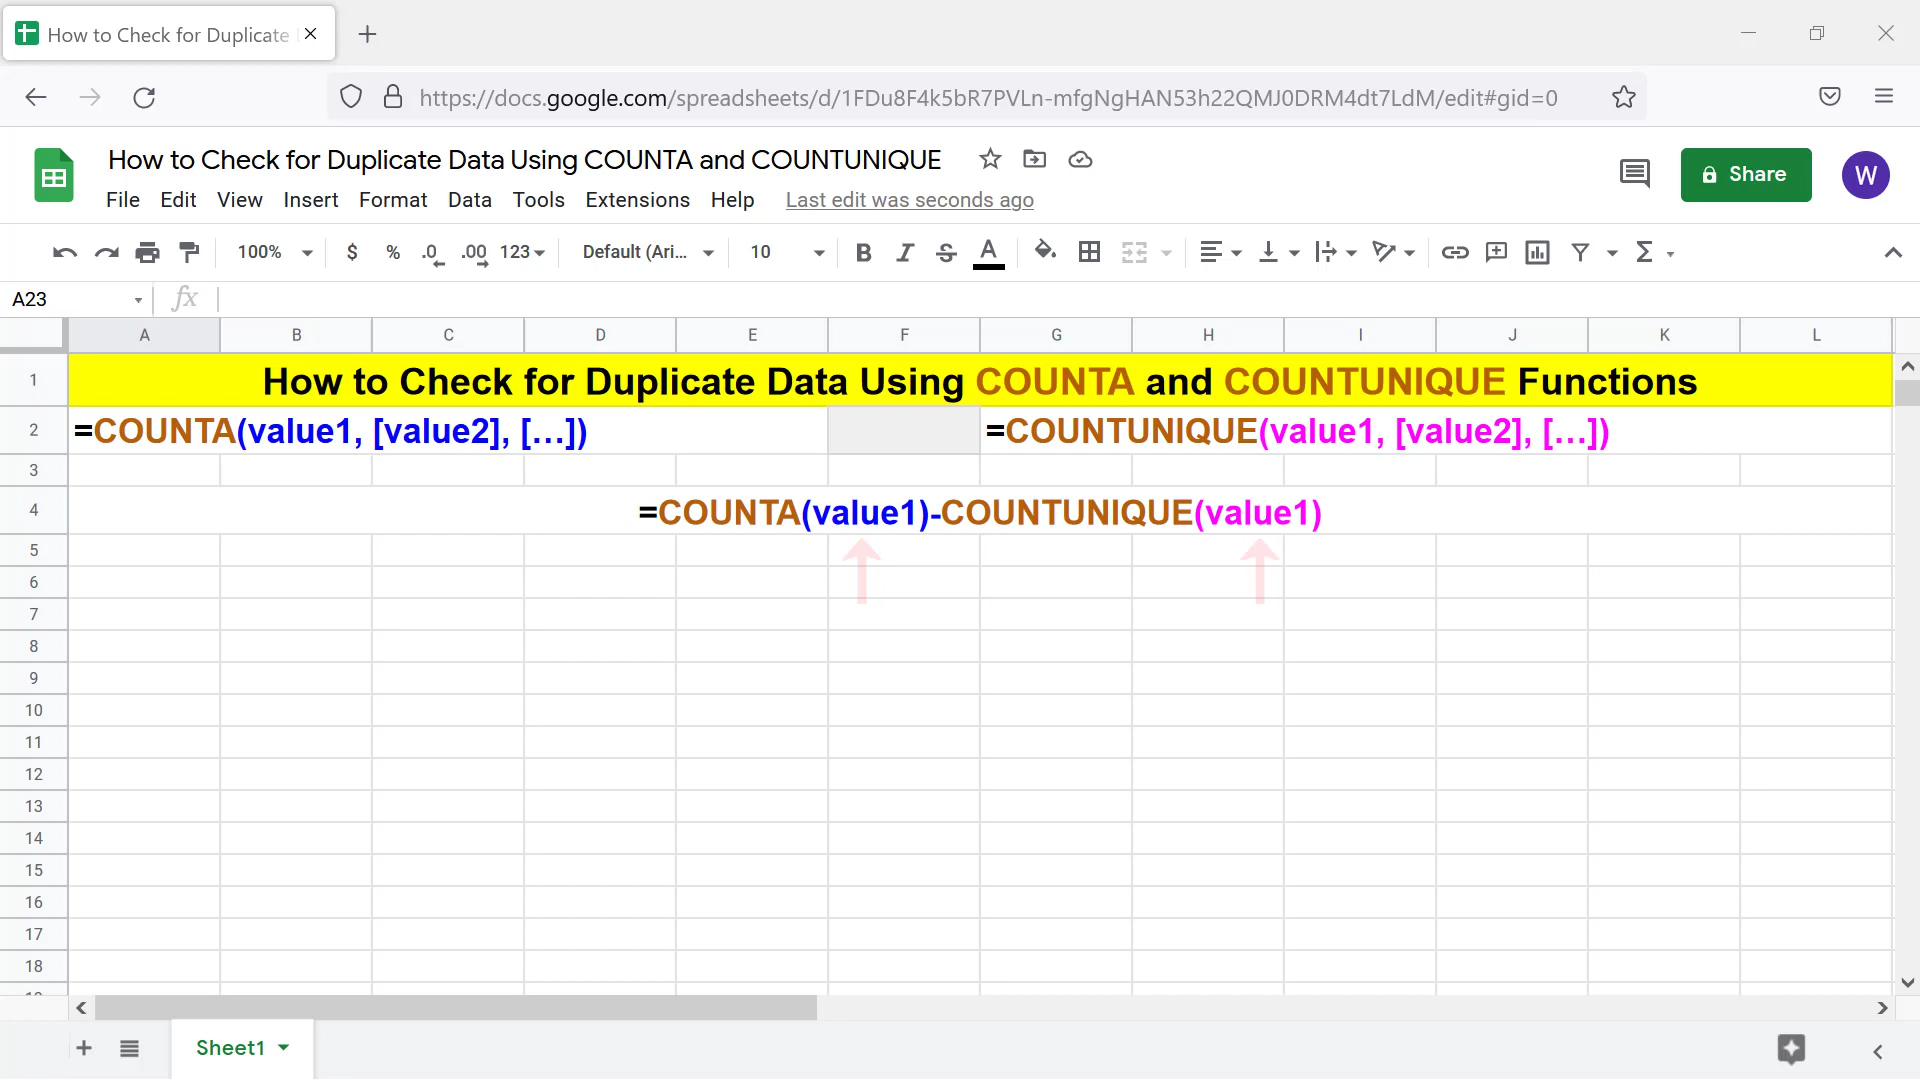 How to Check for Duplicate
https://docs.google.com/spreadsheets/d/1FDu8F4k5bR7PVLn-mfgNgHAN53h22QMJ0DRM4dt7LdM/edit#gid=0
How to Check for Duplicate Data Using COUNTA and COUNTUNIQUE
Share
W
File Edit View Insert Format Data Tools Extensions Help Last edit was seconds ago
100% $ % .0 .00 123 Default (Ari... 10 B I S A Σ
A23 fx
A B C D E F G H I J K L
1 How to Check for Duplicate Data Using COUNTA and COUNTUNIQUE Functions
2 =COUNTA(value1, [value2], [...]) =COUNTUNIQUE(value1, [value2], [...])
3
4 =COUNTA(value1)-COUNTUNIQUE(value1)
5
6
7
8
9
10
11
12
13
14
15
16
17
18
Sheet1